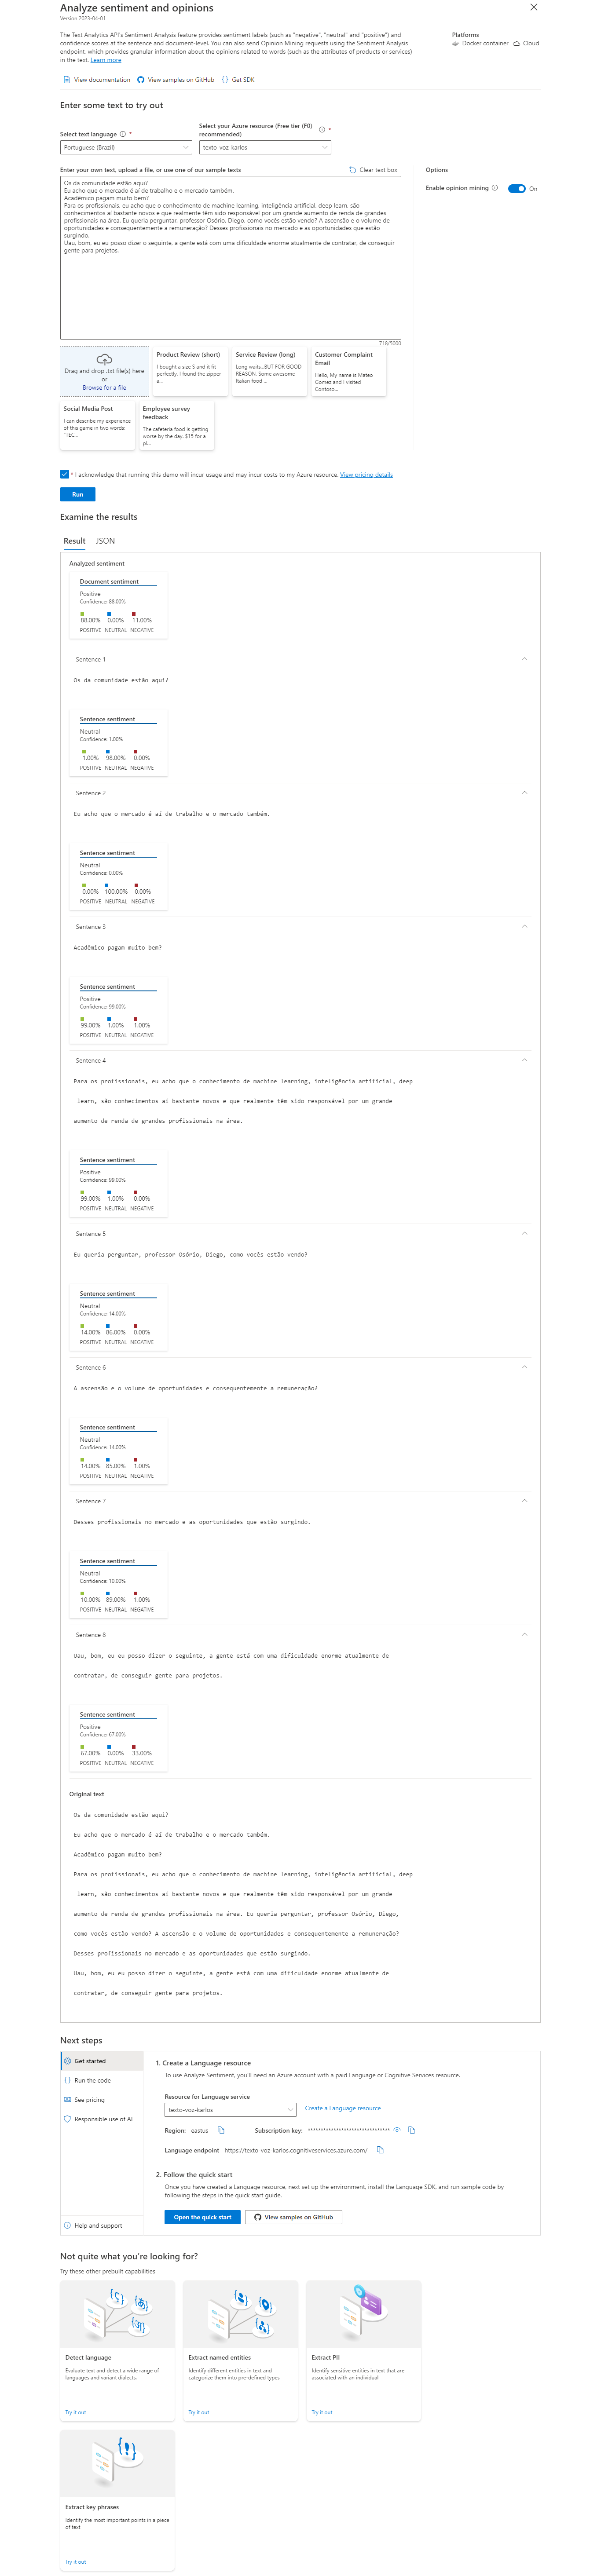 Analyze sentiment and opinions
Version 2023-04-01
The Text Analytics API's Sentiment Analysis feature provides sentiment labels (such as "negative", "neutral" and "positive") and
confidence scores at the sentence and document-level. You can also send Opinion Mining requests using the Sentiment Analysis
endpoint, which provides granular information about the opinions related to words (such as the attributes of products or services)
in the text. Learn more
Platforms
Docker container Cloud
View documentation View samples on GitHub Get SDK
Enter some text to try out
Select text language *
Portuguese (Brazil)
Select your Azure resource (Free tier (F0)
recommended) *
texto-voz-karlos
Enter your own text, upload a file, or use one of our sample texts
Clear text box
Options
Enable opinion mining On
Os da comunidade estão aqui?
Eu acho que o mercado é aí de trabalho e o mercado também.
Acadêmico pagam muito bem?
Para os profissionais, eu acho que o conhecimento de machine learning, inteligência artificial, deep learn, são
conhecimentos aí bastante novos e que realmente têm sido responsável por um grande aumento de renda de grandes
profissionais na área. Eu queria perguntar, professor Osório, Diego, como vocês estão vendo? A ascensão e o volume de
oportunidades e consequentemente a remuneração? Desses profissionais no mercado e as oportunidades que estão
surgindo.
Uau, bom, eu eu posso dizer o seguinte, a gente está com uma dificuldade enorme atualmente de contratar, de conseguir
gente para projetos.
718/5000
Drag and drop .txt file(s) here
or
Browse for a file
Product Review (short)
I bought a size S and it fit
perfectly. I found the zipper
a...
Service Review (long)
Long waits...BUT FOR GOOD
REASON. Some awesome
Italian food ...
Customer Complaint
Email
Hello, My name is Mateo
Gomez and I visited
Contoso...
Social Media Post
I can describe my experience
of this game in two words:
"TEC...
Employee survey
feedback
The cafeteria food is getting
worse by the day. $15 for a
pl...
* I acknowledge that running this demo will incur usage and may incur costs to my Azure resource. View pricing details
Run
Examine the results
Result JSON
Analyzed sentiment
Document sentiment
Positive
Confidence: 88.00%
88.00% 0.00% 11.00%
POSITIVE NEUTRAL NEGATIVE
Sentence 1
Os da comunidade estão aqui?
Sentence sentiment
Neutral
Confidence: 1.00%
1.00% 98.00% 0.00%
POSITIVE NEUTRAL NEGATIVE
Sentence 2
Eu acho que o mercado é aí de trabalho e o mercado também.
Sentence sentiment
Neutral
Confidence: 0.00%
0.00% 100.00% 0.00%
POSITIVE NEUTRAL NEGATIVE
Sentence 3
Acadêmico pagam muito bem?
Sentence sentiment
Positive
Confidence: 99.00%
99.00% 1.00% 1.00%
POSITIVE NEUTRAL NEGATIVE
Sentence 4
Para os profissionais, eu acho que o conhecimento de machine learning, inteligência artificial, deep
learn, são conhecimentos aí bastante novos e que realmente têm sido responsável por um grande
aumento de renda de grandes profissionais na área.
Sentence sentiment
Positive
Confidence: 99.00%
99.00% 1.00% 0.00%
POSITIVE NEUTRAL NEGATIVE
Sentence 5
Eu queria perguntar, professor Osório, Diego, como vocês estão vendo?
Sentence sentiment
Neutral
Confidence: 14.00%
14.00% 86.00% 0.00%
POSITIVE NEUTRAL NEGATIVE
Sentence 6
A ascensão e o volume de oportunidades e consequentemente a remuneração?
Sentence sentiment
Neutral
Confidence: 14.00%
14.00% 85.00% 1.00%
POSITIVE NEUTRAL NEGATIVE
Sentence 7
Desses profissionais no mercado e as oportunidades que estão surgindo.
Sentence sentiment
Neutral
Confidence: 10.00%
10.00% 89.00% 1.00%
POSITIVE NEUTRAL NEGATIVE
Sentence 8
Uau, bom, eu eu posso dizer o seguinte, a gente está com uma dificuldade enorme atualmente de
contratar, de conseguir gente para projetos.
Sentence sentiment
Positive
Confidence: 67.00%
67.00% 0.00% 33.00%
POSITIVE NEUTRAL NEGATIVE
Original text
Os da comunidade estão aqui?
Eu acho que o mercado é aí de trabalho e o mercado também.
Acadêmico pagam muito bem?
Para os profissionais, eu acho que o conhecimento de machine learning, inteligência artificial, deep
learn, são conhecimentos aí bastante novos e que realmente têm sido responsável por um grande
aumento de renda de grandes profissionais na área. Eu queria perguntar, professor Osório, Diego,
como vocês estão vendo? A ascensão e o volume de oportunidades e consequentemente a remuneração?
Desses profissionais no mercado e as oportunidades que estão surgindo.
Uau, bom, eu eu posso dizer o seguinte, a gente está com uma dificuldade enorme atualmente de
contratar, de conseguir gente para projetos.
Next steps
Get started
Run the code
See pricing
Responsible use of AI
Help and support
1. Create a Language resource
To use Analyze Sentiment, you'll need an Azure account with a paid Language or Cognitive Services resource.
Resource for Language service
texto-voz-karlos
Create a Language resource
Region: eastus Subscription key: ********************************
Language endpoint https://texto-voz-karlos.cognitiveservices.azure.com/
2. Follow the quick start
Once you have created a Language resource, next set up the environment, install the Language SDK, and run sample code by
following the steps in the quick start guide.
Open the quick start View samples on GitHub
Not quite what you're looking for?
Try these other prebuilt capabilities
Detect language
Evaluate text and detect a wide range of
languages and variant dialects.
Try it out
Extract named entities
Identify different entities in text and
categorize them into pre-defined types
Try it out
Extract PII
Identify sensitive entities in text that are
associated with an individual
Try it out
Extract key phrases
Identify the most important points in a piece
of text
Try it out